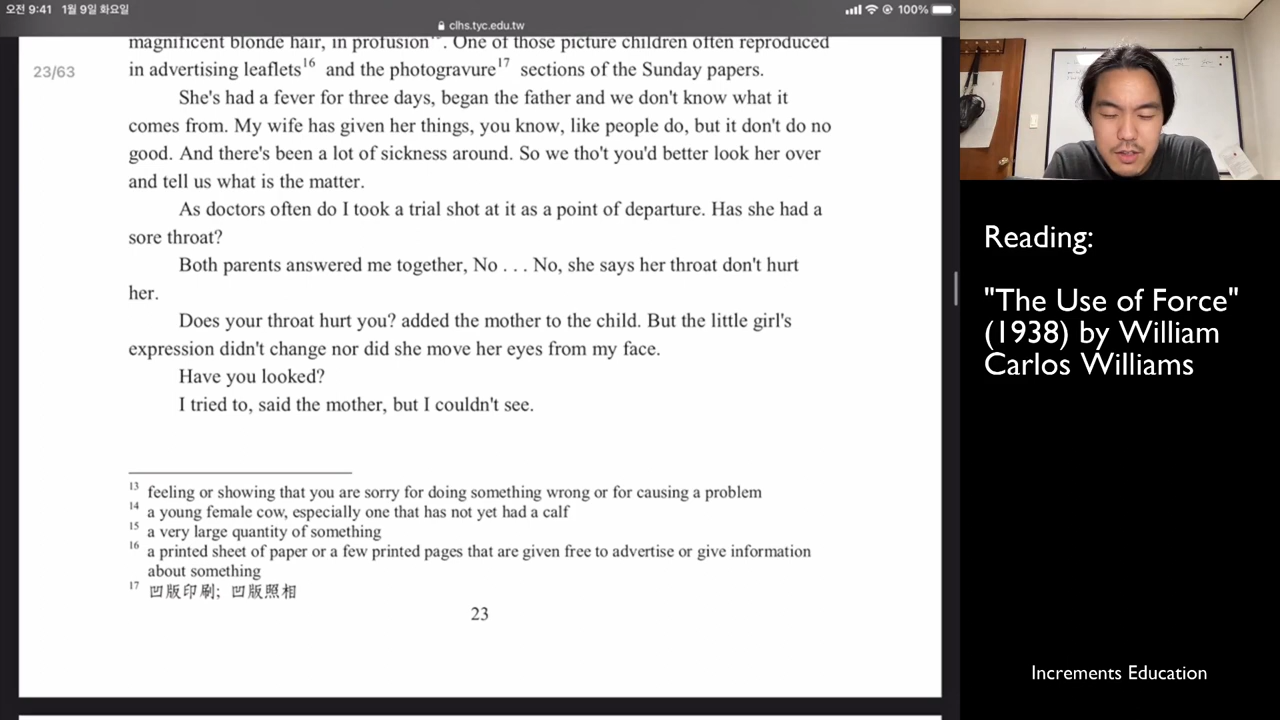 오전 9:41 1월 9일 화요일
100%
clhs.tyc.edu.tw
23/63
magnificent blonde hair, in profusion . One of those picture children often reproduced
in advertising leaflets16 and the photogravure17 sections of the Sunday papers.
She's had a fever for three days, began the father and we don't know what it
comes from. My wife has given her things, you know, like people do, but it don't do no
good. And there's been a lot of sickness around. So we tho't you'd better look her over
and tell us what is the matter.
As doctors often do I took a trial shot at it as a point of departure. Has she had a
sore throat?
Both parents answered me together, No . . . No, she says her throat don't hurt
her.
Does your throat hurt you? added the mother to the child. But the little girl's
expression didn't change nor did she move her eyes from my face.
Have you looked?
I tried to, said the mother, but I couldn't see.
13 feeling or showing that you are sorry for doing something wrong or for causing a problem
14 a young female cow, especially one that has not yet had a calf
15 a very large quantity of something
16 a printed sheet of paper or a few printed pages that are given free to advertise or give information
about something
17 凹版印刷; 凹版照相
23
Reading:
"The Use of Force"
(1938) by William
Carlos Williams
Increments Education